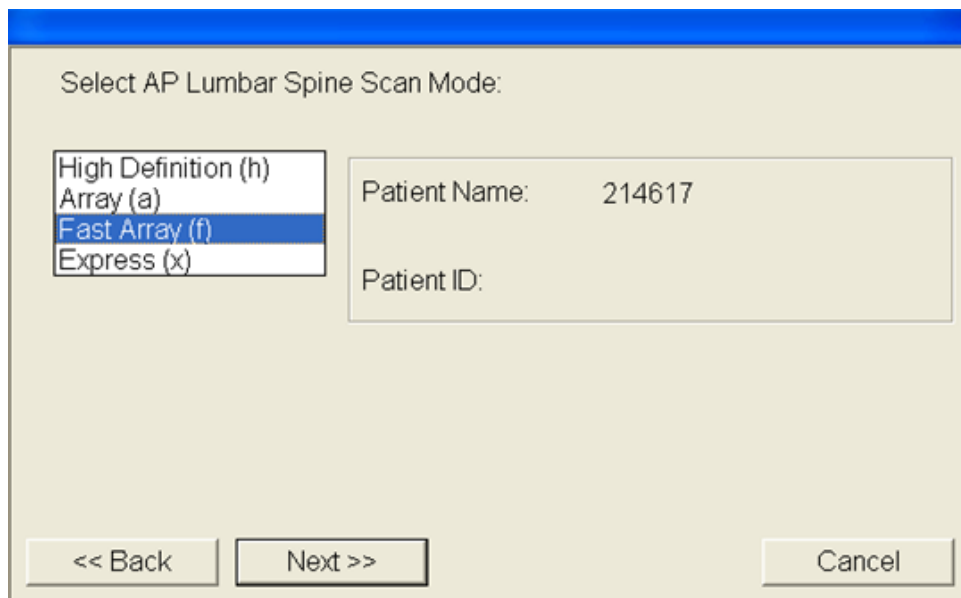 Select AP Lumbar Spine Scan Mode:
High Definition (h)
Array (a)
Fast Array (f)
Express (x)
Patient Name: 214617
Patient ID:
<< Back Next >> Cancel